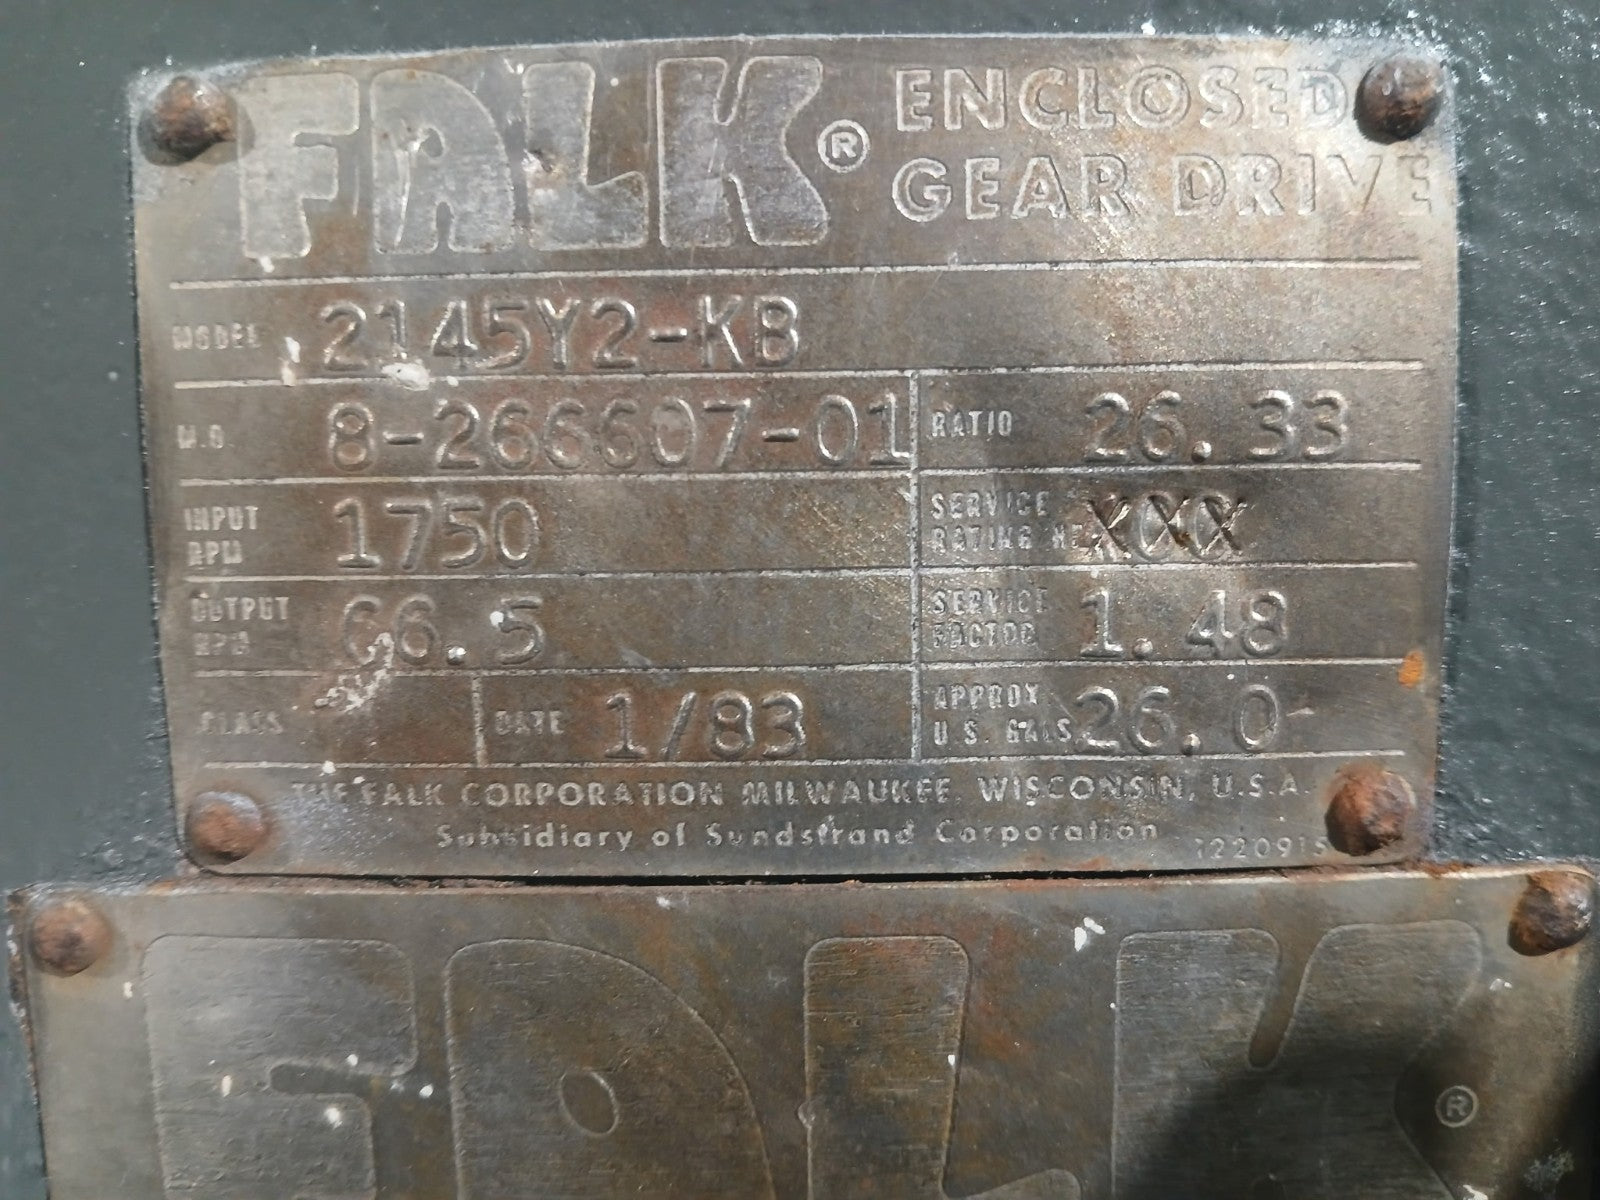 FALK® ENCLOSED
GEAR DRIVE
MODEL 2145Y2-KB
M.O. 8-266607-01 RATIO 26.33
INPUT RPM 1750 SERVICE RATING XXX
OUTPUT RPM 66.5 SERVICE FACTOR 1.48
CLASS DATE 1/83 APPROX U.S. GALS 26.0
THE FALK CORPORATION MILWAUKEE, WISCONSIN, U.S.A.
Subsidiary of Sundstrand Corporation
FALK®